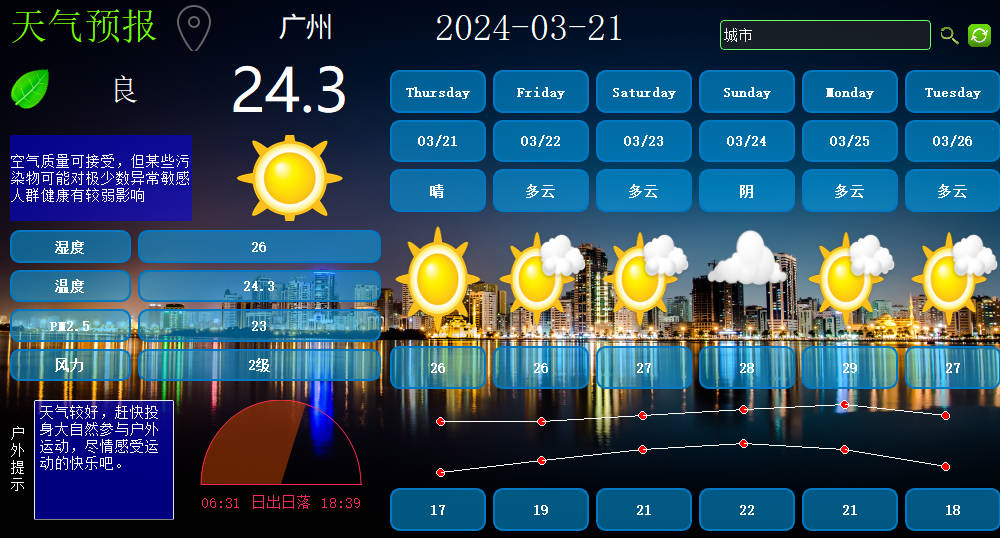 天气预报
广州
2024-03-21
城市
良
24.3
空气质量可接受，但某些污
染物可能对极少数异常敏感
人群健康有较弱影响
湿度 26
温度 24.3
PM2.5 23
风力 2级
户外提示
天气较好，赶快投
身大自然参与户外
运动，尽情感受运
动的快乐吧。
06:31 日出日落 18:39
Thursday Friday Saturday Sunday Monday Tuesday
03/21 03/22 03/23 03/24 03/25 03/26
晴 多云 多云 阴 多云 多云
26 26 27 28 29 27
17 19 21 22 21 18